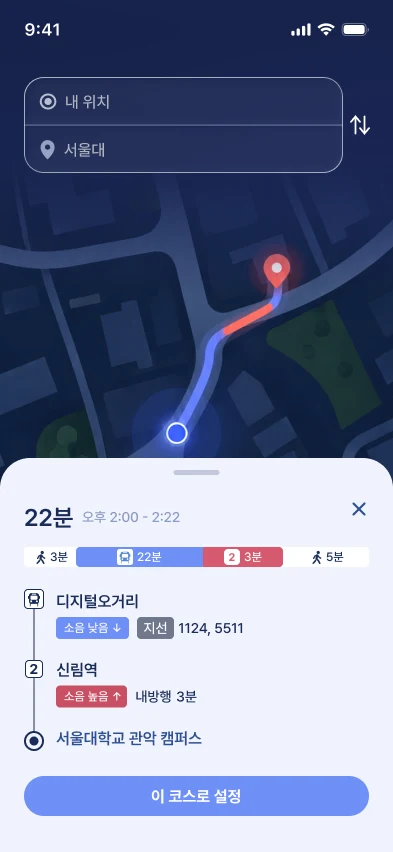 9:41
내 위치
서울대
22분 오후 2:00 - 2:22
3분 22분 2 3분 5분
디지털오거리
소음 낮음 ↓ 지선 1124, 5511
2 신림역
소음 높음 ↑ 내방행 3분
서울대학교 관악 캠퍼스
이 코스로 설정